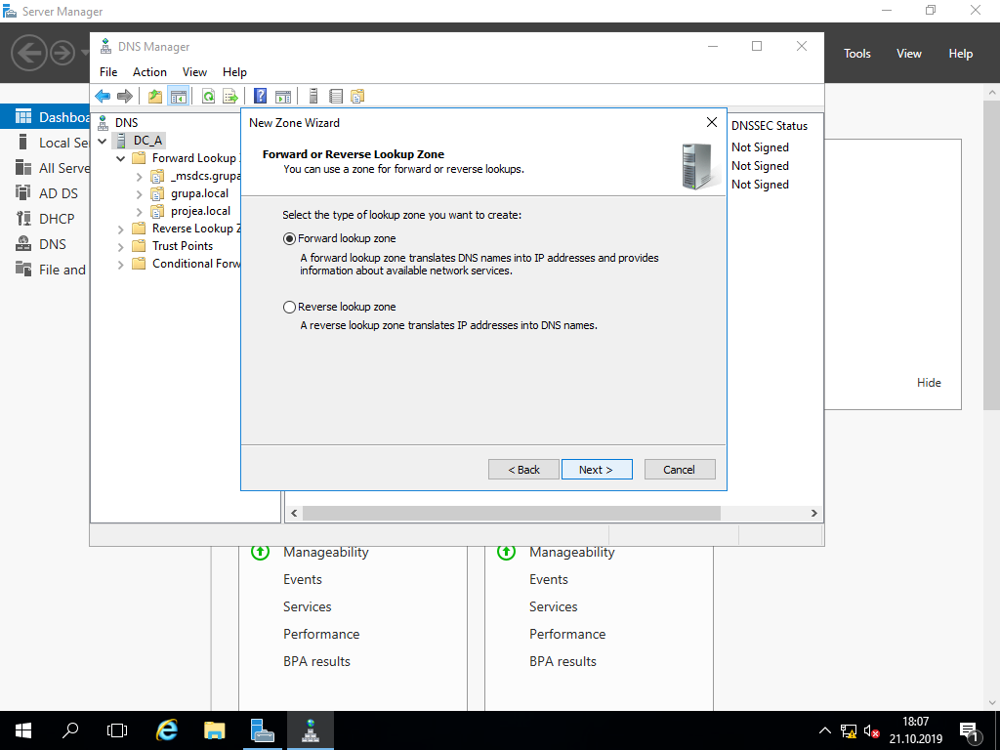 Server Manager
Tools
View
Help
DNS Manager
File
Action
View
Help
Dashboa
Local Se
All Serve
AD DS
DHCP
DNS
File and
DNS
DC_A
Forward Lookup
_msdcs.grupa
grupa.local
projea.local
Reverse Lookup Z
Trust Points
Conditional Forw
DNSSEC Status
Not Signed
Not Signed
Not Signed
New Zone Wizard
Forward or Reverse Lookup Zone
You can use a zone for forward or reverse lookups.
Select the type of lookup zone you want to create:
Forward lookup zone
A forward lookup zone translates DNS names into IP addresses and provides
information about available network services.
Reverse lookup zone
A reverse lookup zone translates IP addresses into DNS names.
< Back
Next >
Cancel
Hide
Manageability
Events
Services
Performance
BPA results
Manageability
Events
Services
Performance
BPA results
18:07
21.10.2019
1